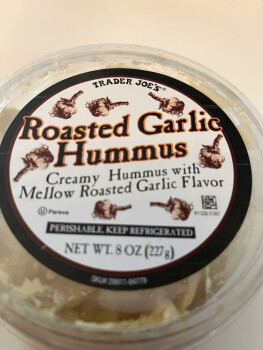 TRADER JOE'S®
Roasted Garlic
Hummus
Creamy Hummus with
Mellow Roasted Garlic Flavor
Pareve
PERISHABLE, KEEP REFRIGERATED
NET WT. 8 OZ (227g)